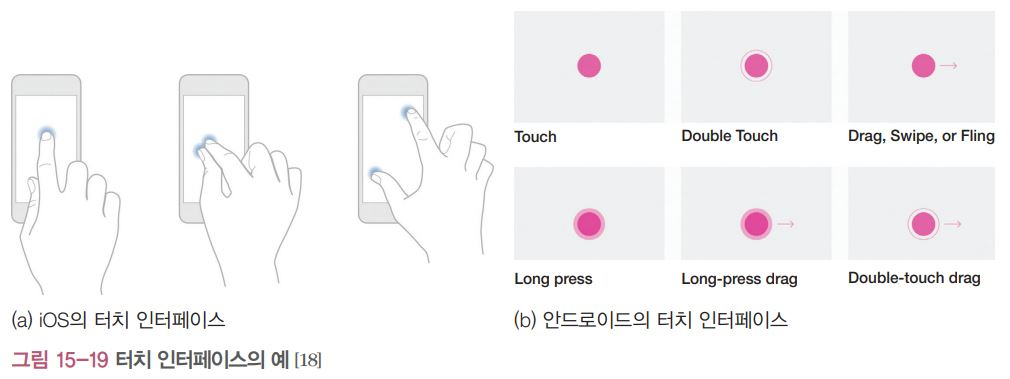 Touch
Double Touch
Drag, Swipe, or Fling
Long press
Long-press drag
Double-touch drag
(a) iOS의 터치 인터페이스
(b) 안드로이드의 터치 인터페이스
그림 15-19 터치 인터페이스의 예 [18]